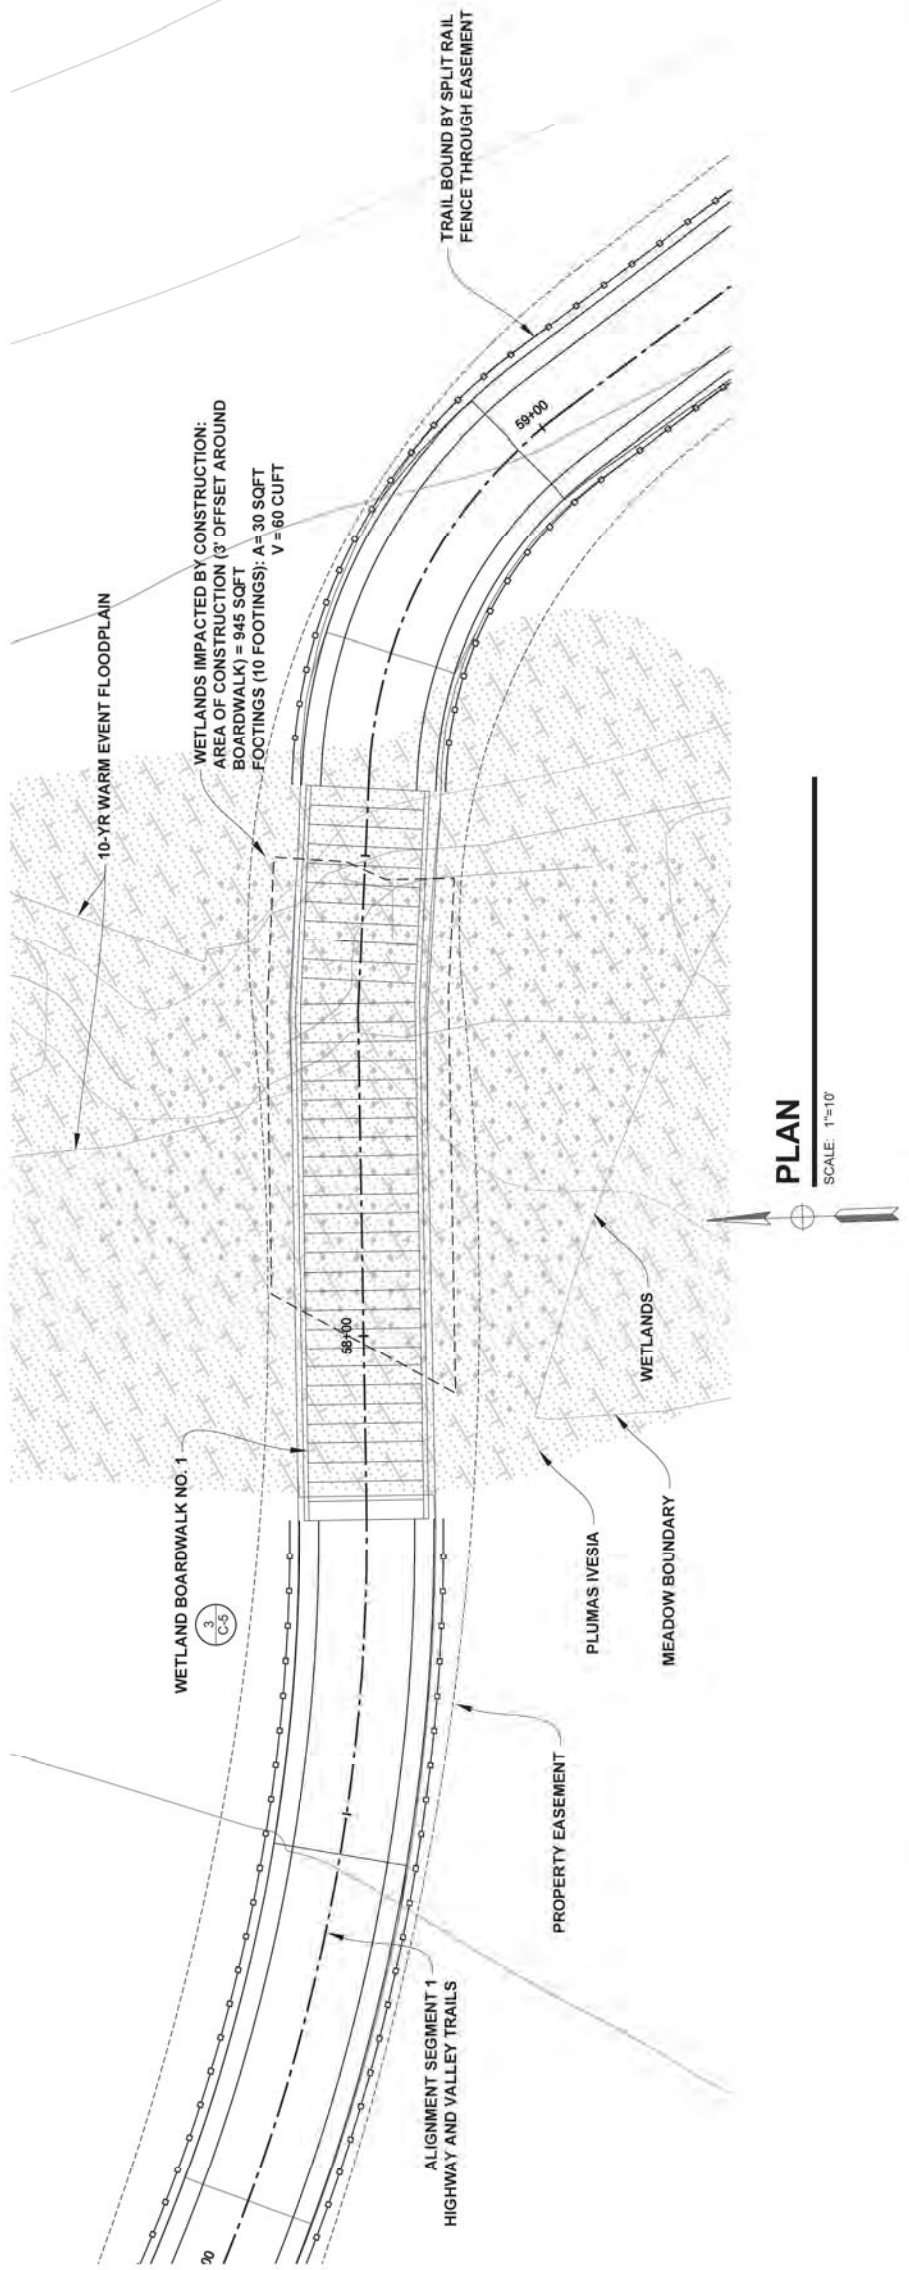 10-YR WARM EVENT FLOODPLAIN
WETLANDS IMPACTED BY CONSTRUCTION:
AREA OF CONSTRUCTION (3' OFFSET AROUND
BOARDWALK) = 945 SQFT
FOOTINGS (10 FOOTINGS): A= 30 SQFT
V = 60 CUFT
TRAIL BOUND BY SPLIT RAIL
FENCE THROUGH EASEMENT
WETLAND BOARDWALK NO. 1
3
C-5
58+00
59+00
00
ALIGNMENT SEGMENT 1
HIGHWAY AND VALLEY TRAILS
PROPERTY EASEMENT
PLUMAS IVESIA
MEADOW BOUNDARY
WETLANDS
PLAN
SCALE: 1"=10'